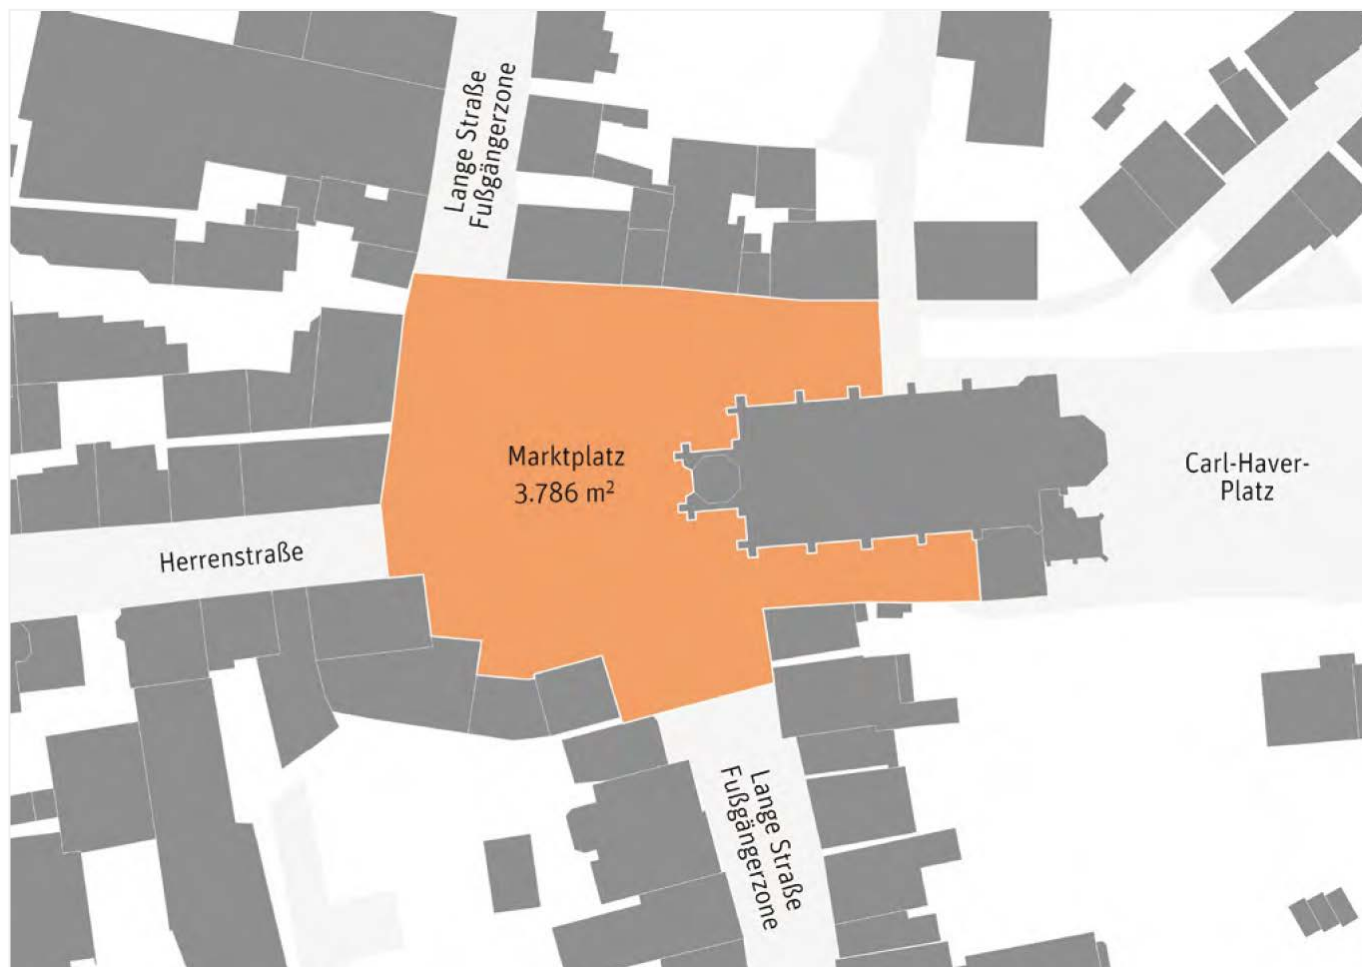 Lange Straße
Fußgängerzone
Marktplatz
3.786 m²
Carl-Haver-
Platz
Herrenstraße
Lange Straße
Fußgängerzone